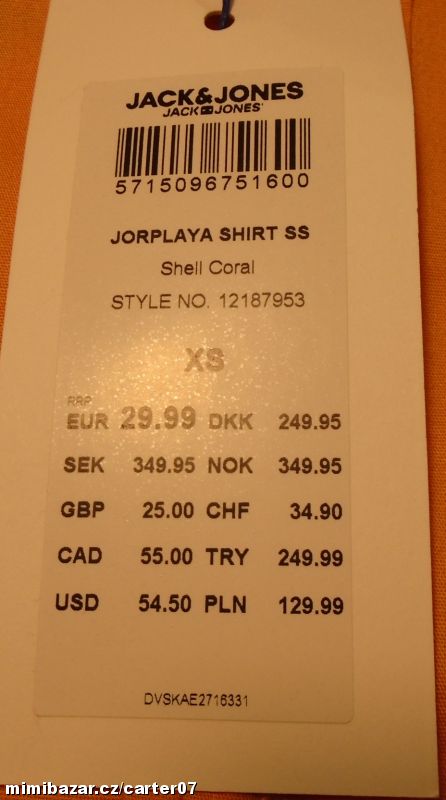 JACK&JONES
JACK JONES
5715096751600
JORPLAYA SHIRT SS
Shell Coral
STYLE NO. 12187953
XS
RRP
EUR 29.99 DKK 249.95
SEK 349.95 NOK 349.95
GBP 25.00 CHF 34.90
CAD 55.00 TRY 249.99
USD 54.50 PLN 129.99
DVSKAE2716331
mimibazar.cz/carter07